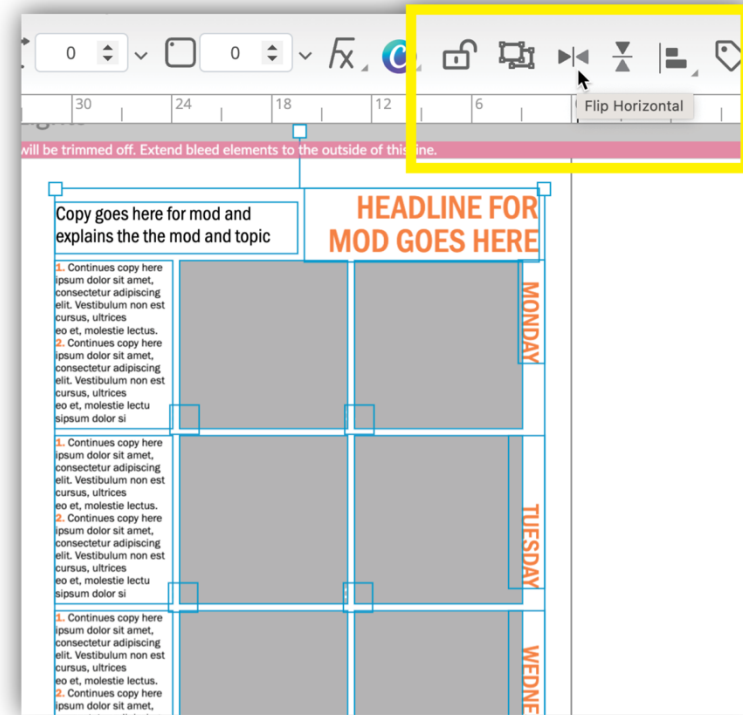 0
0
fx
C
30
24
18
12
6
Flip Horizontal
will be trimmed off. Extend bleed elements to the outside of this line.
Copy goes here for mod and
explains the the mod and topic
HEADLINE FOR
MOD GOES HERE
1. Continues copy here
ipsum dolor sit amet,
consectetur adipiscing
elit. Vestibulum non est
cursus, ultrices
eo et, molestie lectus.
2. Continues copy here
ipsum dolor sit amet,
consectetur adipiscing
elit. Vestibulum non est
cursus, ultrices
eo et, molestie lectu
sipsum dolor si
MONDAY
1. Continues copy here
ipsum dolor sit amet,
consectetur adipiscing
elit. Vestibulum non est
cursus, ultrices
eo et, molestie lectus.
2. Continues copy here
ipsum dolor sit amet,
consectetur adipiscing
elit. Vestibulum non est
cursus, ultrices
eo et, molestie lectu
sipsum dolor si
TUESDAY
1. Continues copy here
ipsum dolor sit amet,
consectetur adipiscing
elit. Vestibulum non est
cursus, ultrices
eo et, molestie lectus.
2. Continues copy here
ipsum dolor sit amet,
WEDNE